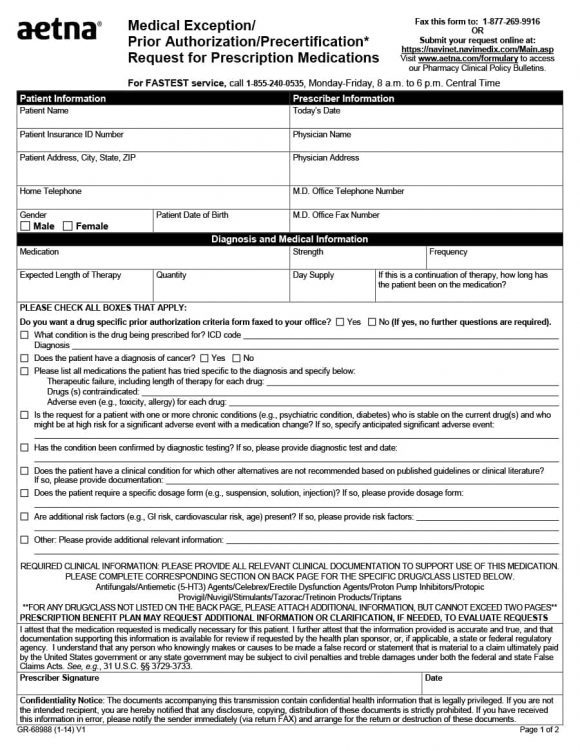 aetna®
Medical Exception/
Prior Authorization/Precertification*
Request for Prescription Medications
Fax this form to: 1-877-269-9916
OR
Submit your request online at:
https://navinet.navimedix.com/Main.asp
Visit www.aetna.com/formulary to access
our Pharmacy Clinical Policy Bulletins.
For FASTEST service, call 1-855-240-0535, Monday-Friday, 8 a.m. to 6 p.m. Central Time
Patient Information
Prescriber Information
Patient Name
Today's Date
Patient Insurance ID Number
Physician Name
Patient Address, City, State, ZIP
Physician Address
Home Telephone
M.D. Office Telephone Number
Gender
Male Female
Patient Date of Birth
M.D. Office Fax Number
Diagnosis and Medical Information
Medication
Strength
Frequency
Expected Length of Therapy
Quantity
Day Supply
If this is a continuation of therapy, how long has
the patient been on the medication?
PLEASE CHECK ALL BOXES THAT APPLY:
Do you want a drug specific prior authorization criteria form faxed to your office? Yes No (If yes, no further questions are required).
What condition is the drug being prescribed for? ICD code
Diagnosis
Does the patient have a diagnosis of cancer? Yes No
Please list all medications the patient has tried specific to the diagnosis and specify below:
Therapeutic failure, including length of therapy for each drug:
Drugs (s) contraindicated:
Adverse even (e.g., toxicity, allergy) for each drug:
Is the request for a patient with one or more chronic conditions (e.g., psychiatric condition, diabetes) who is stable on the current drug(s) and who
might be at high risk for a significant adverse event with a medication change? If so, specify anticipated significant adverse event:
Has the condition been confirmed by diagnostic testing? If so, please provide diagnostic test and date:
Does the patient have a clinical condition for which other alternatives are not recommended based on published guidelines or clinical literature?
If so, please provide documentation:
Does the patient require a specific dosage form (e.g., suspension, solution, injection)? If so, please provide dosage form:
Are additional risk factors (e.g., GI risk, cardiovascular risk, age) present? If so, please provide risk factors:
Other: Please provide additional relevant information:
REQUIRED CLINICAL INFORMATION: PLEASE PROVIDE ALL RELEVANT CLINICAL DOCUMENTATION TO SUPPORT USE OF THIS MEDICATION.
PLEASE COMPLETE CORRESPONDING SECTION ON BACK PAGE FOR THE SPECIFIC DRUG/CLASS LISTED BELOW.
Antifungals/Antiemetic (5-HT3) Agents/Celebrex/Erectile Dysfunction Agents/Proton Pump Inhibitors/Protopic
Provigil/Nuvigil/Stimulants/Tazorac/Tretinoin Products/Triptans
**FOR ANY DRUG/CLASS NOT LISTED ON THE BACK PAGE, PLEASE ATTACH ADDITIONAL INFORMATION, BUT CANNOT EXCEED TWO PAGES**
PRESCRIPTION BENEFIT PLAN MAY REQUEST ADDITIONAL INFORMATION OR CLARIFICATION, IF NEEDED, TO EVALUATE REQUESTS
I attest that the medication requested is medically necessary for this patient. I further attest that the information provided is accurate and true, and that
documentation supporting this information is available for review if requested by the health plan sponsor, or, if applicable, a state or federal regulatory
agency. I understand that any person who knowingly makes or causes to be made a false record or statement that is material to a claim ultimately paid
by the United States government or any state government may be subject to civil penalties and treble damages under both the federal and state False
Claims Acts. See, e.g., 31 U.S.C. §§ 3729-3733.
Prescriber Signature
Date
Confidentiality Notice: The documents accompanying this transmission contain confidential health information that is legally privileged. If you are not
the intended recipient, you are hereby notified that any disclosure, copying, distribution of these documents is strictly prohibited. If you have received
this information in error, please notify the sender immediately (via return FAX) and arrange for the return or destruction of these documents.
GR-68988 (1-14) V1
Page 1 of 2